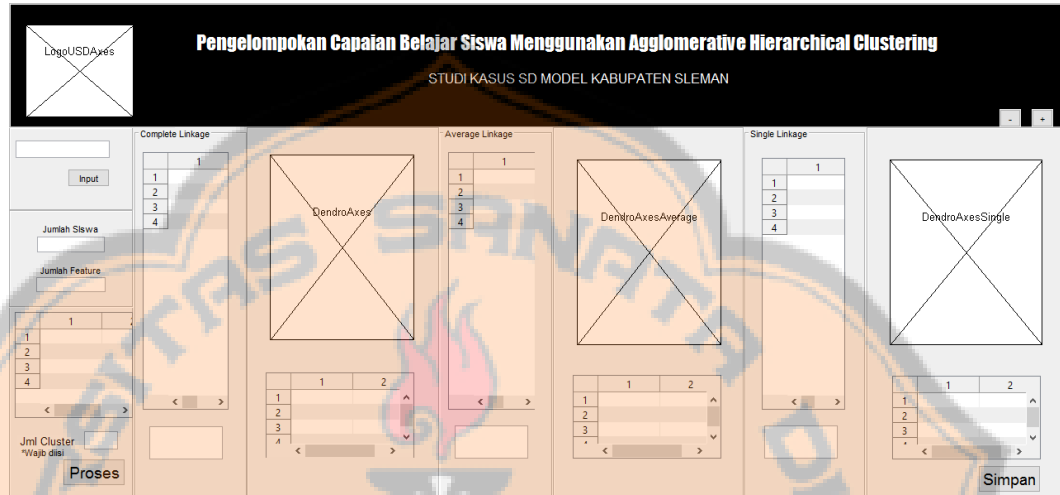 LogoUSDAxes
Pengelompokan Capaian Belajar Siswa Menggunakan Agglomerative Hierarchical Clustering
STUDI KASUS SD MODEL KABUPATEN SLEMAN
- +
Input
Jumlah SIswa
Jumlah Feature
1
1
2
3
4
Jml Cluster
*Wajib diisi
Proses
Complete Linkage
1
1
2
3
4
DendroAxes
1 2
1
2
3
Average Linkage
1
1
2
3
4
DendroAxesAverage
1 2
1
2
3
Single Linkage
1
1
2
3
4
DendroAxesSingle
1 2
1
2
3
Simpan
SITAS SANATA D